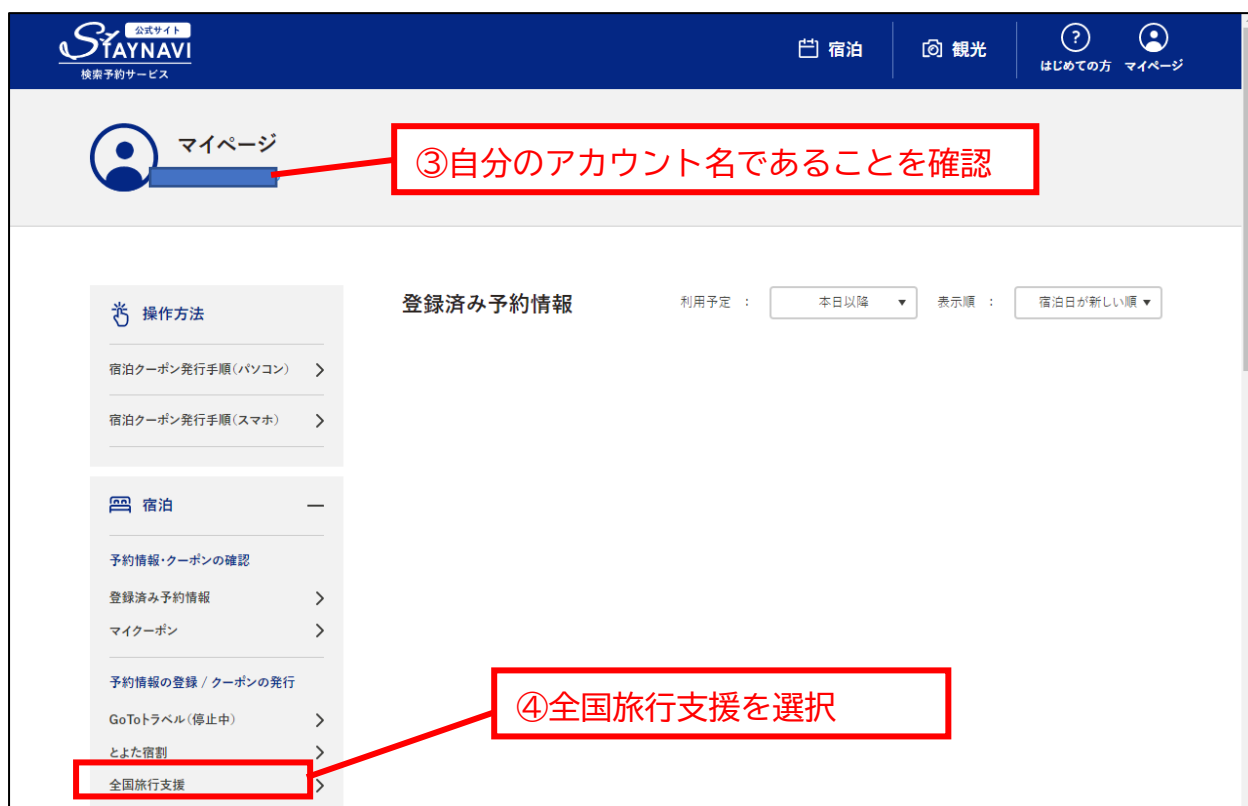 公式サイト
STAYNAVI
検索予約サービス
宿泊
観光
?
はじめての方
マイページ
マイページ
③自分のアカウント名であることを確認
操作方法
宿泊クーポン発行手順(パソコン)
宿泊クーポン発行手順(スマホ)
宿泊
予約情報・クーポンの確認
登録済み予約情報
マイクーポン
予約情報の登録 / クーポンの発行
GoToトラベル(停止中)
とよた宿割
全国旅行支援
登録済み予約情報
利用予定 :
本日以降 ▼
表示順 :
宿泊日が新しい順 ▼
④全国旅行支援を選択